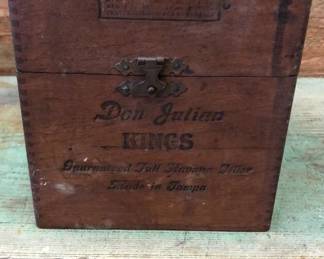 Don Julian
KINGS
Guaranteed Full Havana Filler
Made in Tampa